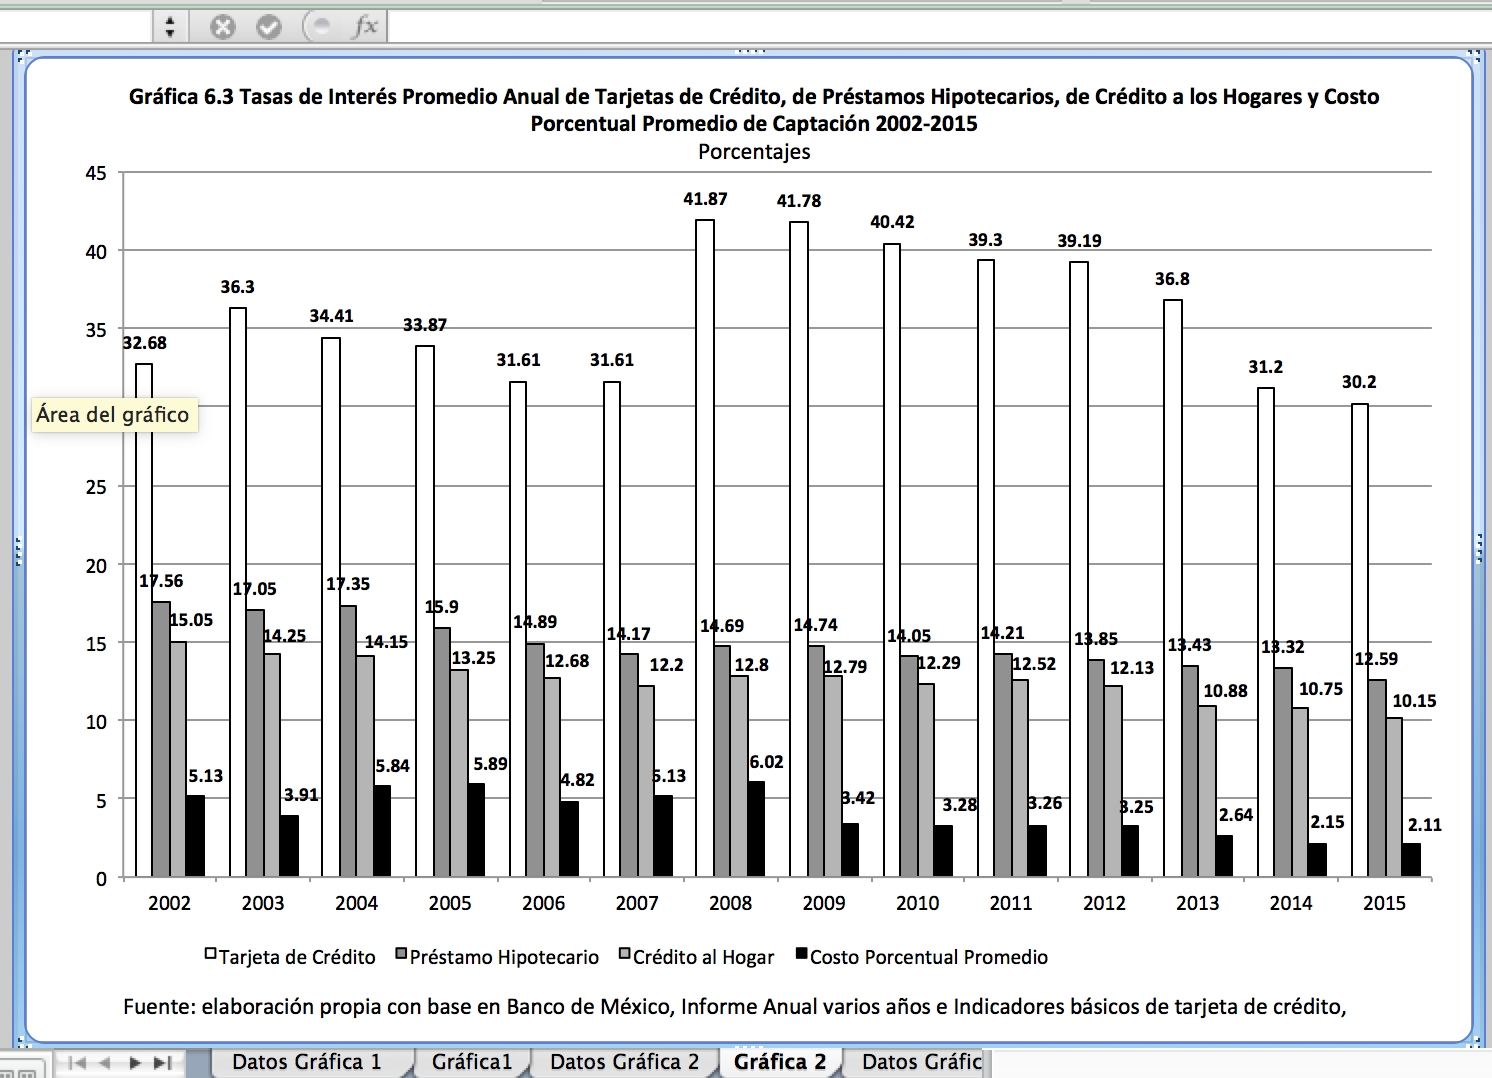 fx
Gráfica 6.3 Tasas de Interés Promedio Anual de Tarjetas de Crédito, de Préstamos Hipotecarios, de Crédito a los Hogares y Costo
Porcentual Promedio de Captación 2002-2015
Porcentajes
45
41.87 41.78
40.42
40 39.3 39.19
36.3 36.8
35 34.41 33.87
32.68
31.61 31.61 31.2 30.2
Área del gráfico
25
20
17.56 17.05 17.35 15.9 14.89 14.17 14.69 14.74 14.05 14.21 13.85 13.43 13.32 12.59
15 15.05 14.25 14.15 13.25 12.68 12.2 12.8 12.79 12.29 12.52 12.13 10.88 10.75 10.15
10
5.13 3.91 5.84 5.89 4.82 5.13 6.02 3.42 3.28 3.26 3.25 2.64 2.15 2.11
5
0
2002 2003 2004 2005 2006 2007 2008 2009 2010 2011 2012 2013 2014 2015
Tarjeta de Crédito Préstamo Hipotecario Crédito al Hogar Costo Porcentual Promedio
Fuente: elaboración propia con base en Banco de México, Informe Anual varios años e Indicadores básicos de tarjeta de crédito,
Datos Gráfica 1 Gráfica1 Datos Gráfica 2 Gráfica 2 Datos Gráfic